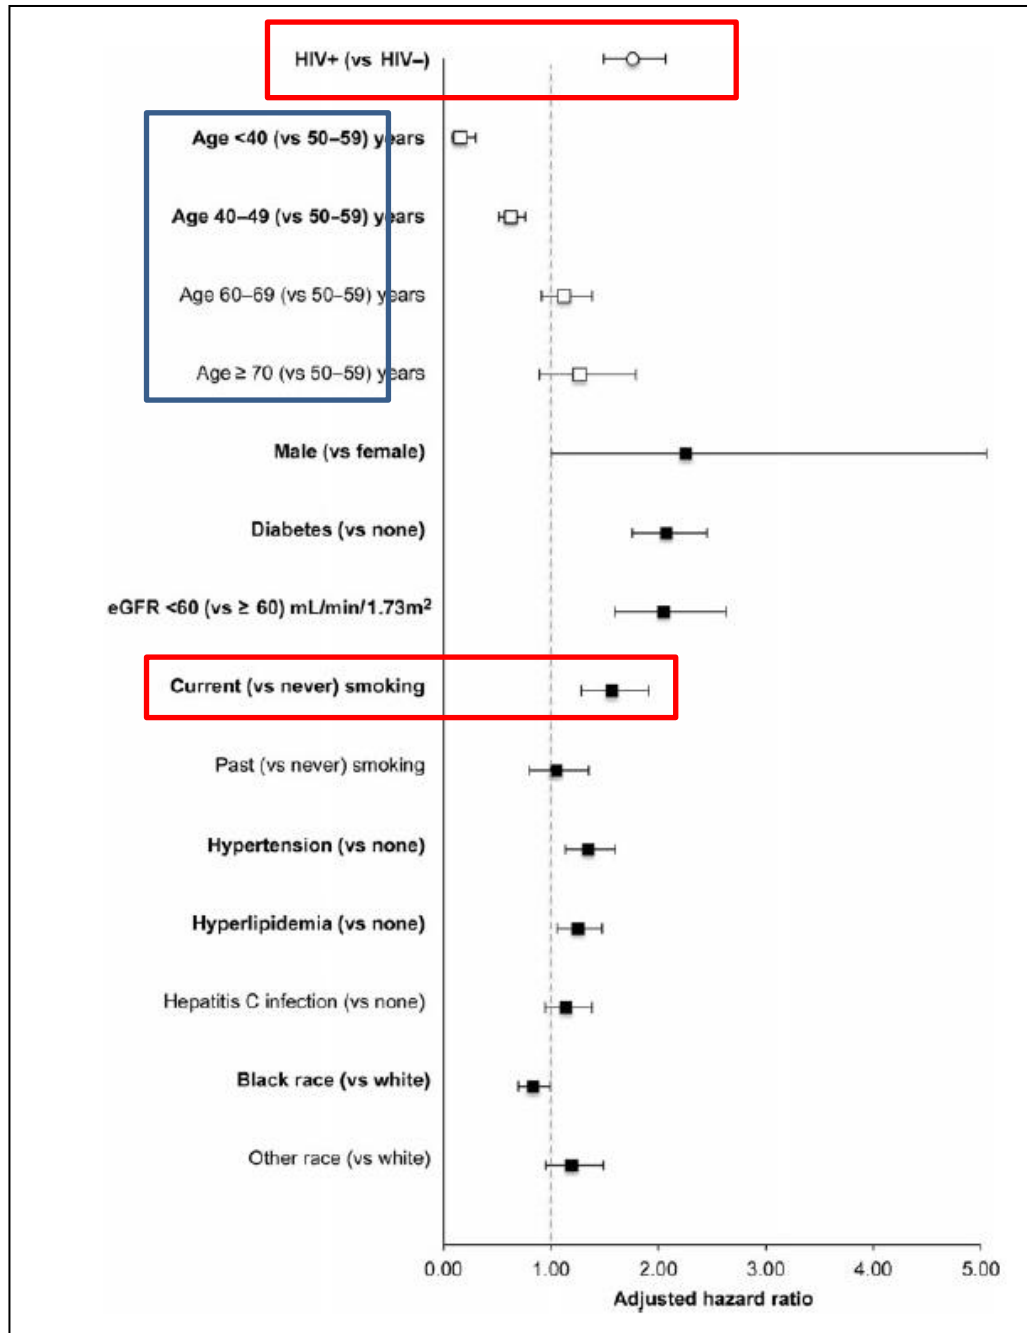 HIV+ (vs HIV–)
Age <40 (vs 50–59) years
Age 40–49 (vs 50–59) years
Age 60–69 (vs 50–59) years
Age ≥ 70 (vs 50–59) years
Male (vs female)
Diabetes (vs none)
eGFR <60 (vs ≥ 60) mL/min/1.73m²
Current (vs never) smoking
Past (vs never) smoking
Hypertension (vs none)
Hyperlipidemia (vs none)
Hepatitis C infection (vs none)
Black race (vs white)
Other race (vs white)
0.00 1.00 2.00 3.00 4.00 5.00
Adjusted hazard ratio